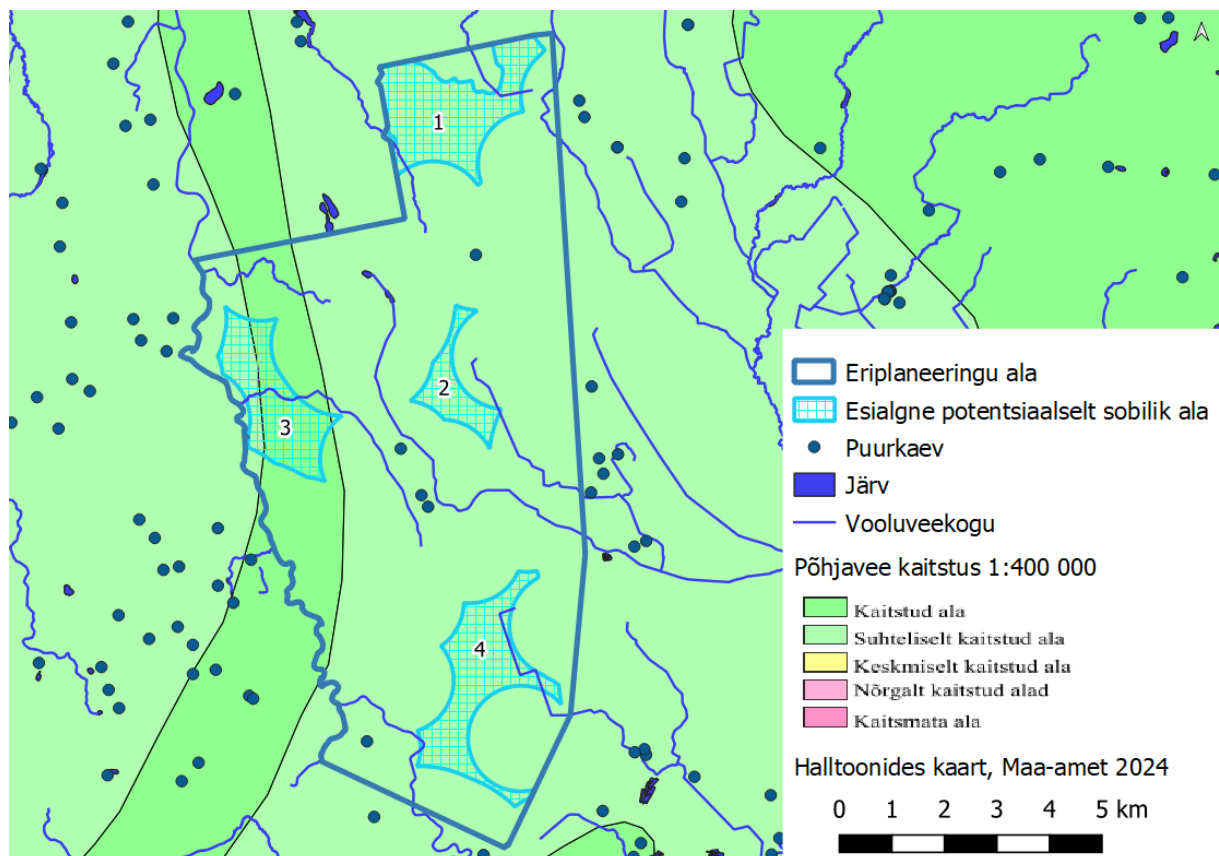 1
2
3
4
Eriplaneeringu ala
Esialgne potentsiaalselt sobilik ala
Puurkaev
Järv
Vooluveekogu
Põhjavee kaitstus 1:400 000
Kaitstud ala
Suhteliselt kaitstud ala
Keskmiselt kaitstud ala
Nõrgalt kaitstud alad
Kaitsmata ala
Halltoonides kaart, Maa-amet 2024
0 1 2 3 4 5 km